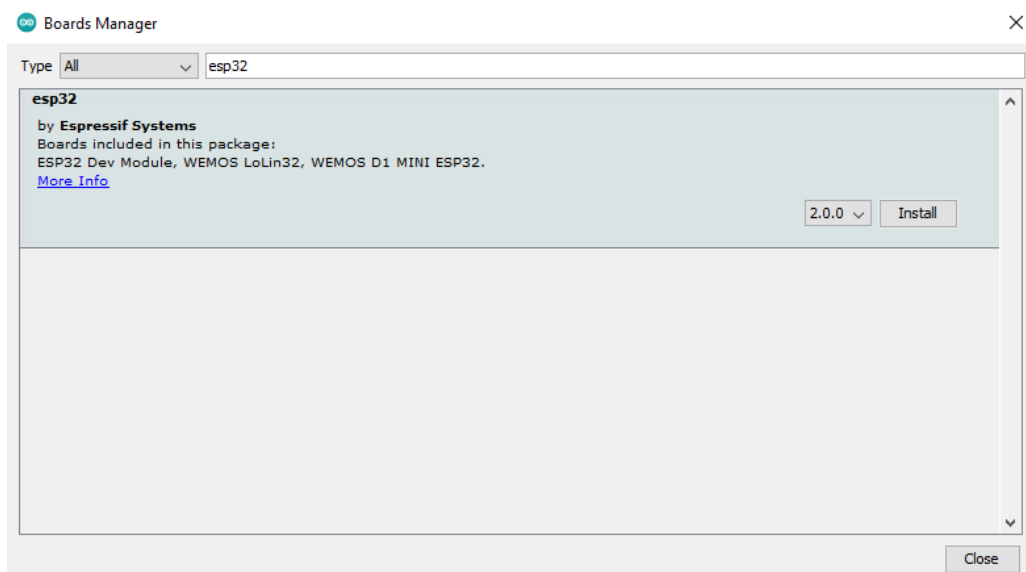 Boards Manager
Type All esp32
esp32
by Espressif Systems
Boards included in this package:
ESP32 Dev Module, WEMOS LoLin32, WEMOS D1 MINI ESP32.
More Info
2.0.0 Install
Close